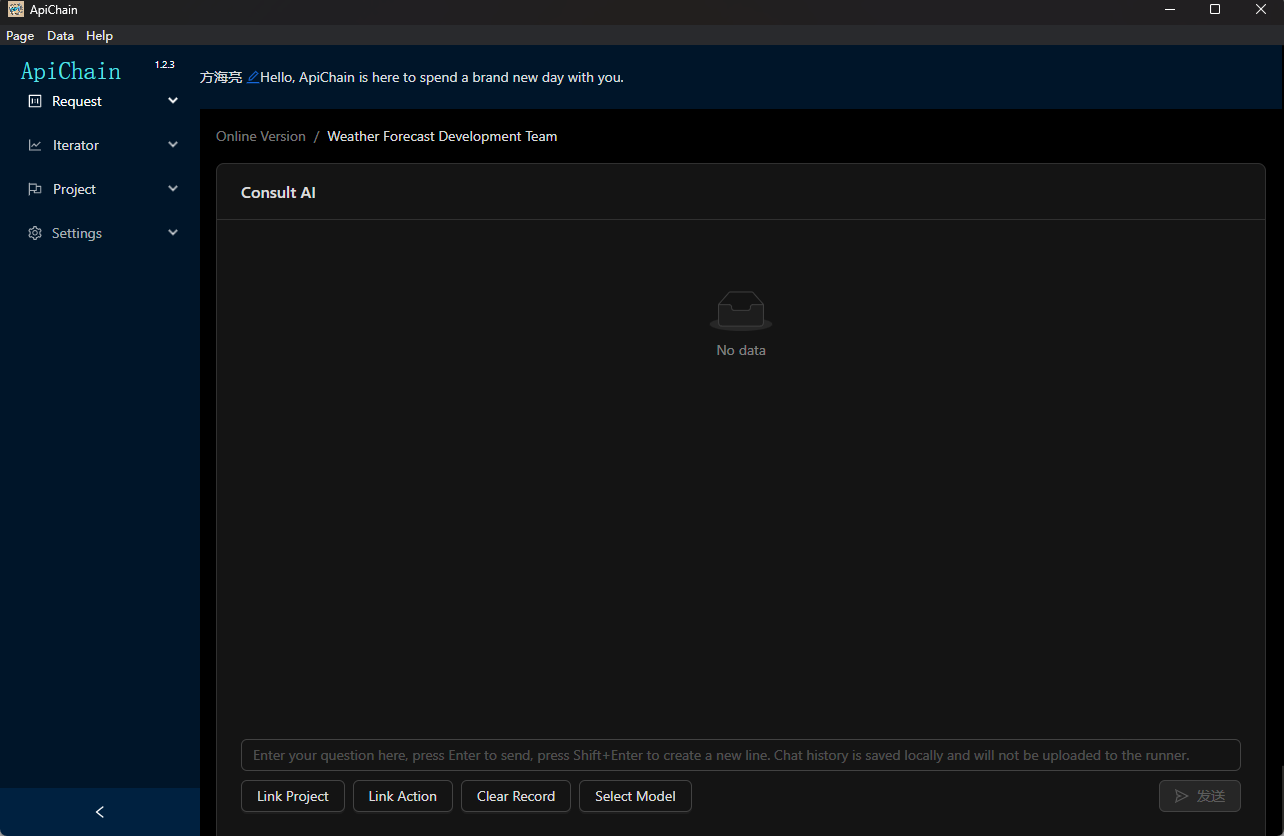 ApiChain
Page Data Help
ApiChain 1.2.3
方海亮 Hello, ApiChain is here to spend a brand new day with you.
Request
Iterator
Project
Settings
Online Version / Weather Forecast Development Team
Consult AI
No data
Enter your question here, press Enter to send, press Shift+Enter to create a new line. Chat history is saved locally and will not be uploaded to the runner.
Link Project Link Action Clear Record Select Model 发送